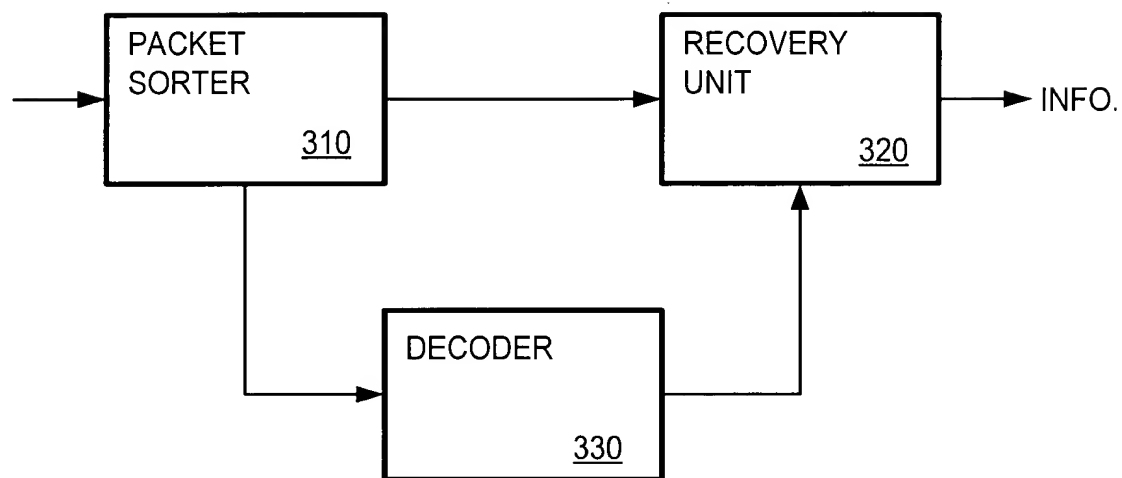 PACKET
SORTER
310
RECOVERY
UNIT
320
INFO.
DECODER
330